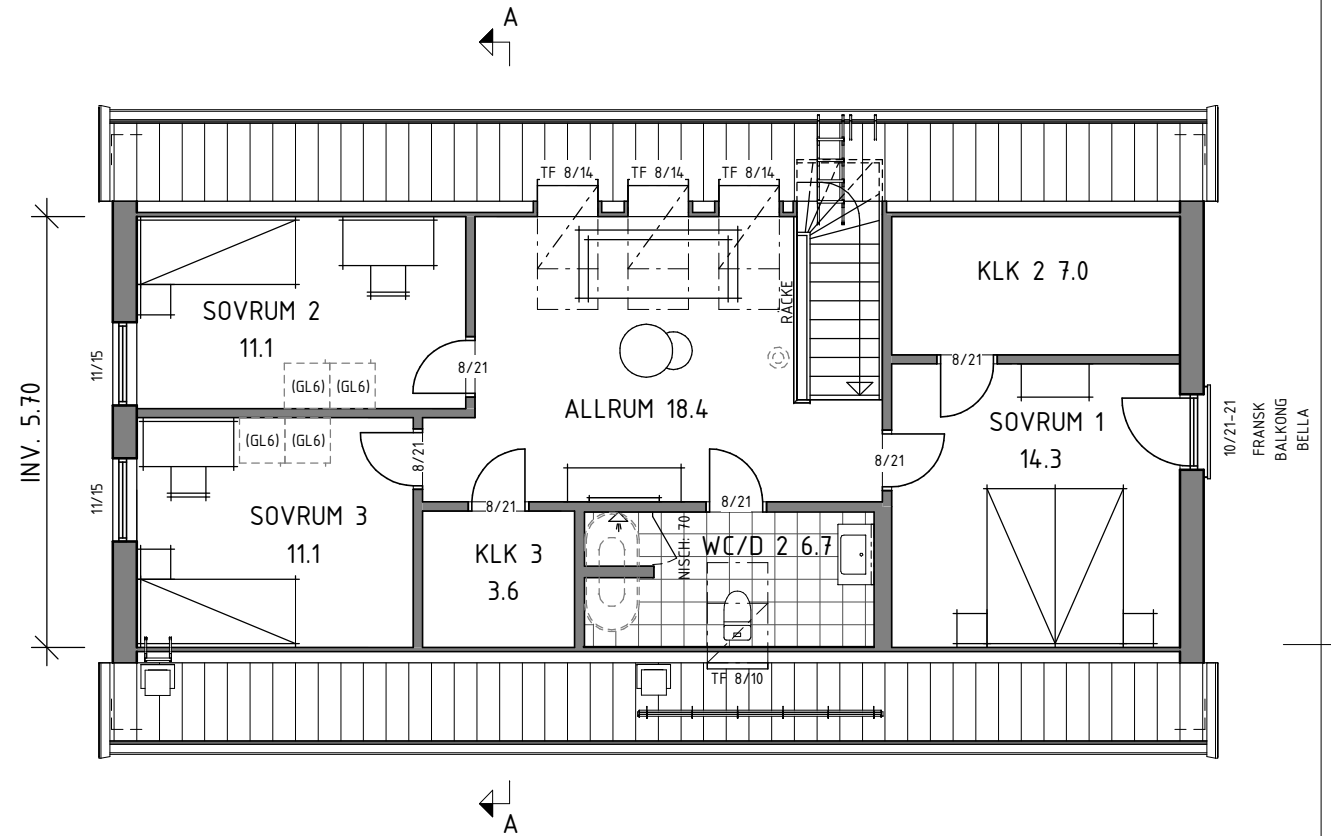 A
TF 8/14
TF 8/14
TF 8/14
KLK 2 7.0
RÄCKE
SOVRUM 2
11.1
11/15
8/21
8/21
(GL6)
(GL6)
INV. 5.70
ALLRUM 18.4
SOVRUM 1
14.3
10/21-21
FRANSK
BALKONG
BELLA
(GL6)
(GL6)
8/21
8/21
11/15
SOVRUM 3
11.1
8/21
8/21
KLK 3
3.6
NISCH. 70
WC/D 2 6.7
TF 8/10
A